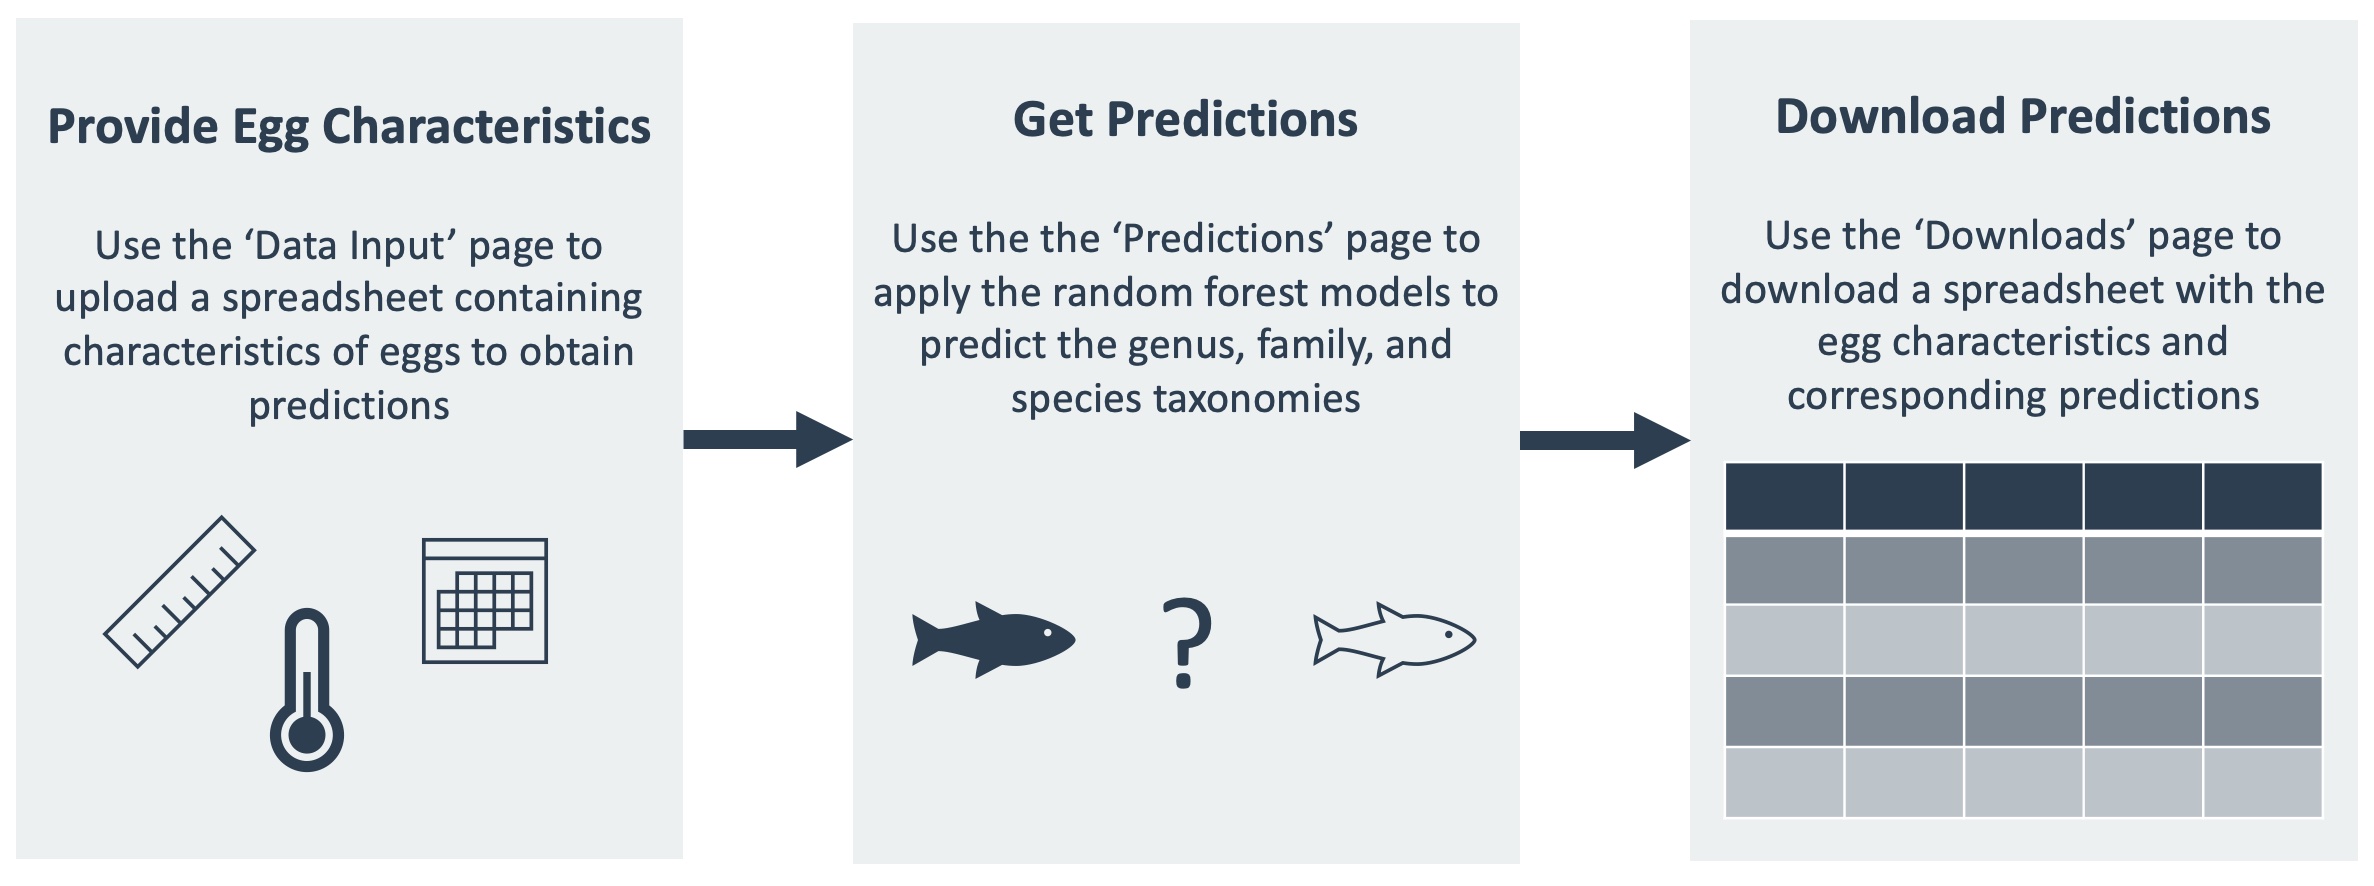 Provide Egg Characteristics
Use the ‘Data Input’ page to
upload a spreadsheet containing
characteristics of eggs to obtain
predictions
Get Predictions
Use the the ‘Predictions’ page to
apply the random forest models to
predict the genus, family, and
species taxonomies
?
Download Predictions
Use the ‘Downloads’ page to
download a spreadsheet with the
egg characteristics and
corresponding predictions